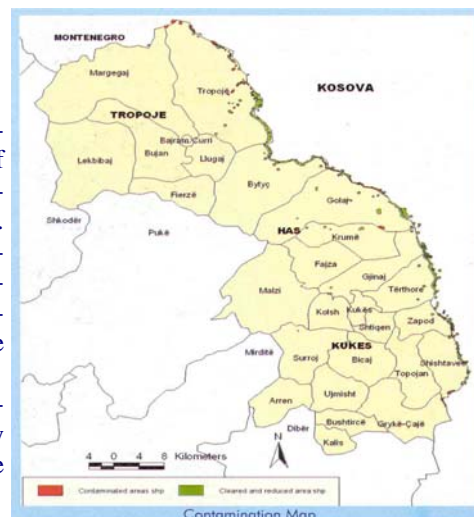 MONTENEGRO
Margegaj
Tropojë
KOSOVA
TROPOJE
Bajram Curri
Lekbibaj
Bujan
Llugaj
Fierzë
Bytyç
Golaj
Shkodër
Pukë
HAS
Krumë
Fajza
Gjinaj
Malzi
Tërthore
Kolsh
Kukës
Shtiqen
Zapod
KUKES
Mirditë
Surroj
Bicaj
Shishtavec
Topojan
Arren
Ujmisht
Bushtircë
Grykë-Çajë
Dibër
Kalis
N
4 0 4 8 Kilometers
Contaminated areas shp
Cleared and reduced area shp
Contamination Map